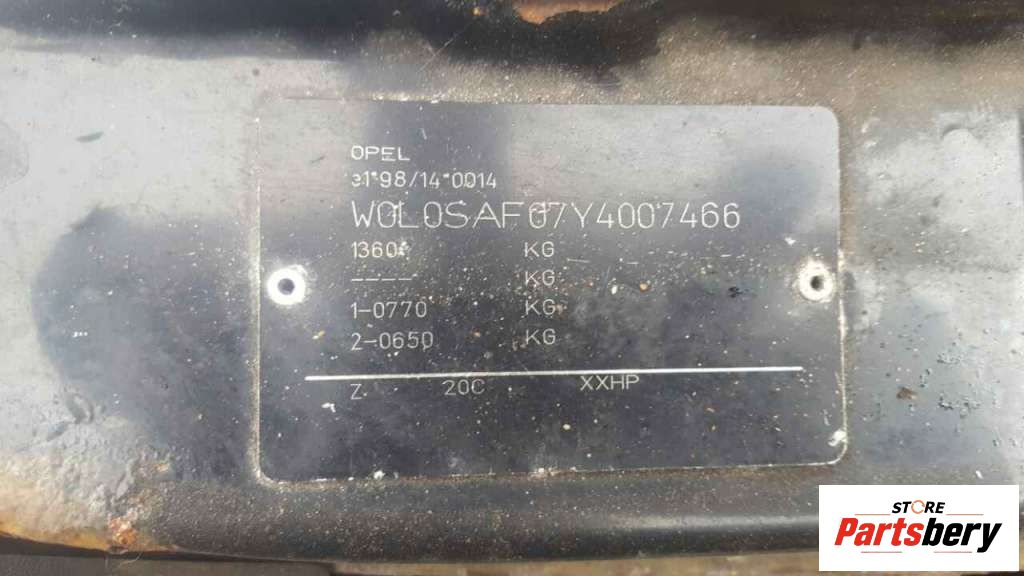 OPEL
e1*98/14*0014
W0L0SAF07Y4007466
1360 KG
---- KG
1-0770 KG
2-0650 KG
Z 20C XXHP
STORE
Partsbery